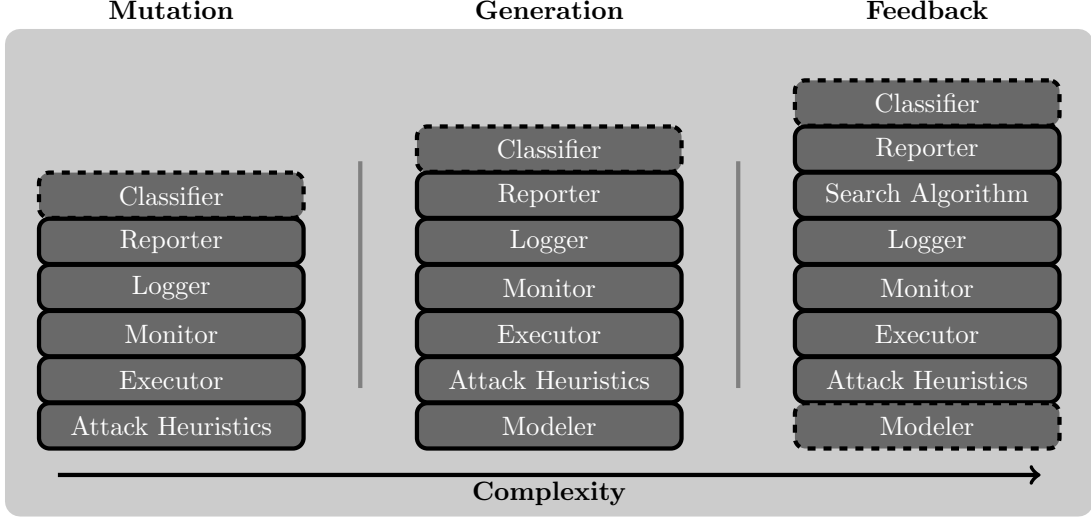 Mutation
Generation
Feedback
Classifier
Reporter
Logger
Monitor
Executor
Attack Heuristics
Classifier
Reporter
Logger
Monitor
Executor
Attack Heuristics
Modeler
Classifier
Reporter
Search Algorithm
Logger
Monitor
Executor
Attack Heuristics
Modeler
Complexity